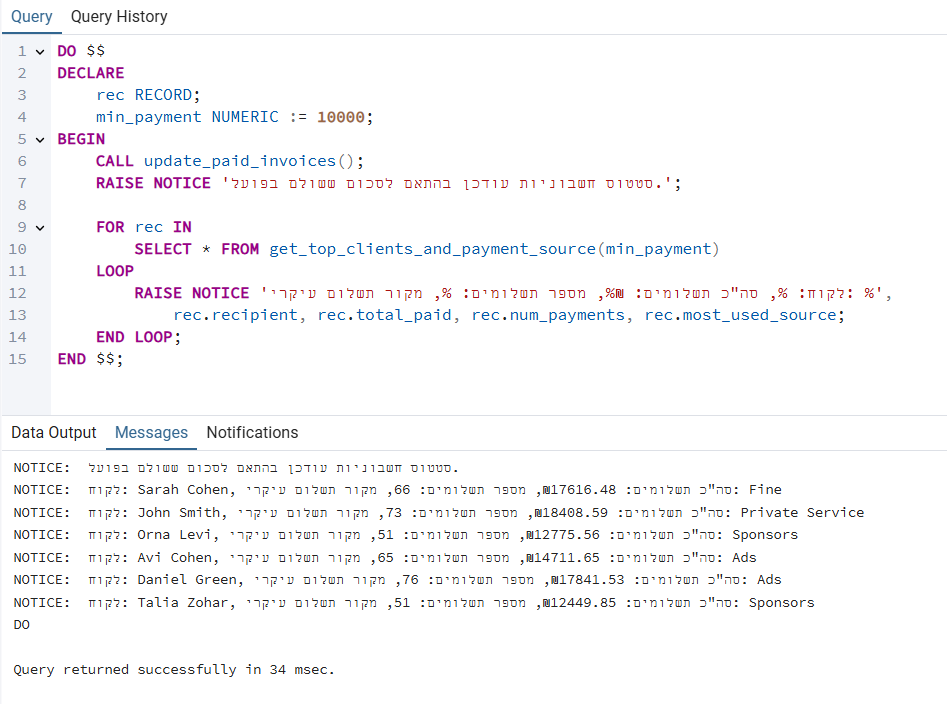 Query Query History
1 DO $$
2 DECLARE
3 rec RECORD;
4 min_payment NUMERIC := 10000;
5 BEGIN
6 CALL update_paid_invoices();
7 RAISE NOTICE 'סטטוס חשבוניות עודכן בהתאם לסכום ששולם בפועל.';
8
9 FOR rec IN
10 SELECT * FROM get_top_clients_and_payment_source(min_payment)
11 LOOP
12 RAISE NOTICE 'לקוח: %, סה"כ תשלומים: ₪%, מספר תשלומים: %, מקור תשלום עיקרי: %',
13 rec.recipient, rec.total_paid, rec.num_payments, rec.most_used_source;
14 END LOOP;
15 END $$;
Data Output Messages Notifications
NOTICE: סטטוס חשבוניות עודכן בהתאם לסכום ששולם בפועל.
NOTICE: לקוח: Sarah Cohen, סה"כ תשלומים: ₪17616.48, מספר תשלומים: 66, מקור תשלום עיקרי: Fine
NOTICE: לקוח: John Smith, סה"כ תשלומים: ₪18408.59, מספר תשלומים: 73, מקור תשלום עיקרי: Private Service
NOTICE: לקוח: Orna Levi, סה"כ תשלומים: ₪12775.56, מספר תשלומים: 51, מקור תשלום עיקרי: Sponsors
NOTICE: לקוח: Avi Cohen, סה"כ תשלומים: ₪14711.65, מספר תשלומים: 65, מקור תשלום עיקרי: Ads
NOTICE: לקוח: Daniel Green, סה"כ תשלומים: ₪17841.53, מספר תשלומים: 76, מקור תשלום עיקרי: Ads
NOTICE: לקוח: Talia Zohar, סה"כ תשלומים: ₪12449.85, מספר תשלומים: 51, מקור תשלום עיקרי: Sponsors
DO
Query returned successfully in 34 msec.